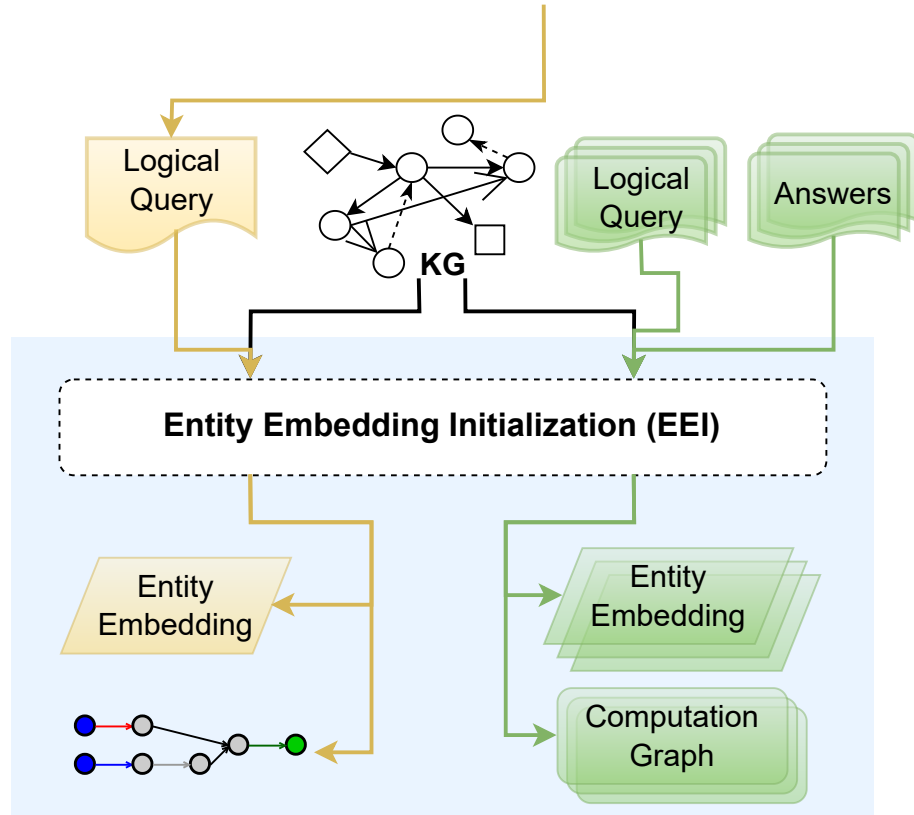 Logical
Query
KG
Logical
Query
Answers
Entity Embedding Initialization (EEI)
Entity
Embedding
Entity
Embedding
Computation
Graph